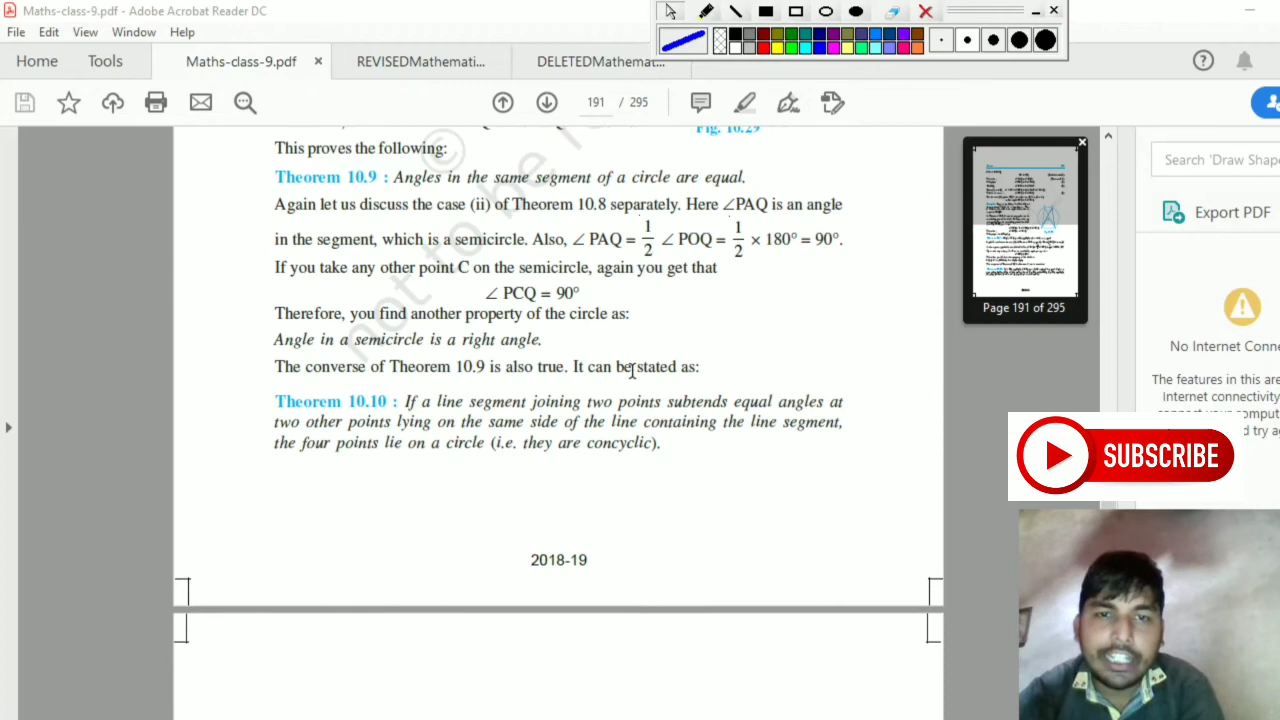 Maths-class-9.pdf - Adobe Acrobat Reader DC
File Edit View Window Help
Home Tools Maths-class-9.pdf × REVISEDMathemati... DELETEDMathemat...
191 / 295
Fig. 10.29
This proves the following:
Theorem 10.9 : Angles in the same segment of a circle are equal.
Again let us discuss the case (ii) of Theorem 10.8 separately. Here ∠PAQ is an angle
in the segment, which is a semicircle. Also, ∠ PAQ = 1/2 ∠ POQ = 1/2 × 180° = 90°.
If you take any other point C on the semicircle, again you get that
∠ PCQ = 90°
Therefore, you find another property of the circle as:
Angle in a semicircle is a right angle.
The converse of Theorem 10.9 is also true. It can be stated as:
Theorem 10.10 : If a line segment joining two points subtends equal angles at
two other points lying on the same side of the line containing the line segment,
the four points lie on a circle (i.e. they are concyclic).
2018-19
not be re
©
Page 191 of 295
Search 'Draw Shape
Export PDF
No Internet Connec
The features in this are
Internet connectivity
connect your comput
d try ag
SUBSCRIBE